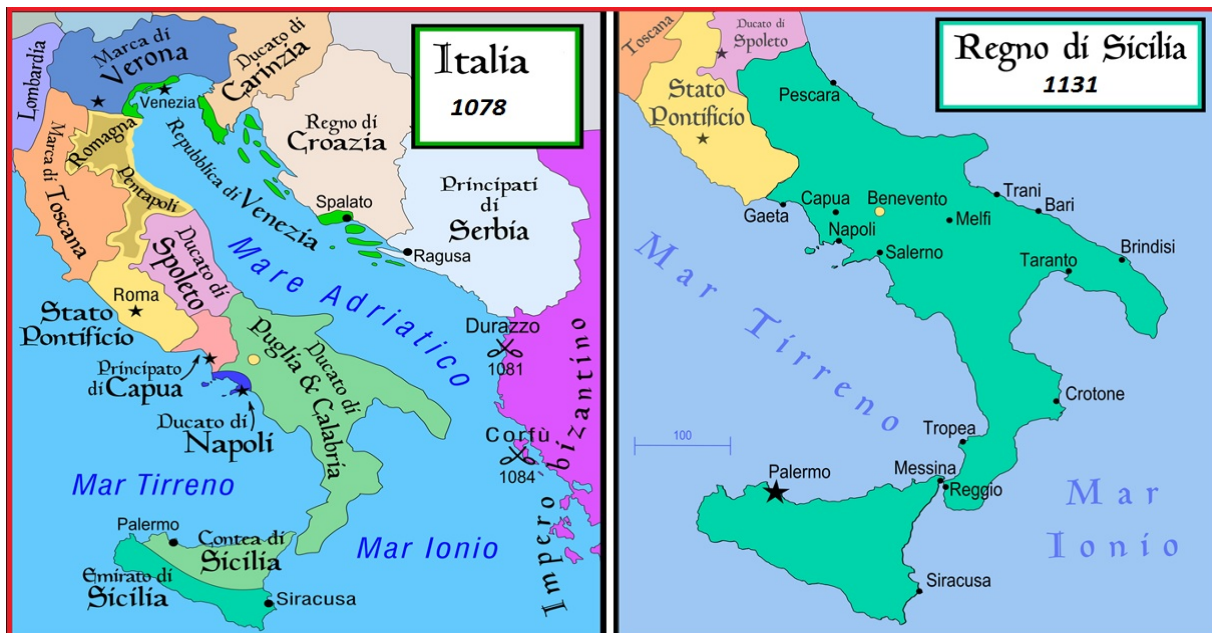 Italia
1078
Lombardia
Marca di
Verona
Ducato di
Carinzia
Venezia
Romagna
Marca di
Toscana
Pentapoli
Repubblica di
Venezia
Regno di
Croazia
Spalato
Principati
di
Serbia
Ragusa
Mare Adriatico
Ducato di
Spoleto
Roma
Stato
Pontificio
Principato
di Capua
Ducato di
Napoli
Ducato di
Puglia & Calabria
Durazzo
1081
Corfù
1084
Impero bizantino
Mar Tirreno
Mar Ionio
Palermo
Contea di
Sicilia
Emirato di
Sicilia
Siracusa
Regno di Sicilia
1131
Toscana
Ducato di
Spoleto
Stato
Pontificio
Pescara
Gaeta
Capua
Benevento
Napoli
Melfi
Salerno
Trani
Bari
Brindisi
Taranto
Mar Tirreno
100
Crotone
Tropea
Messina
Reggio
Palermo
Mar
Ionio
Siracusa